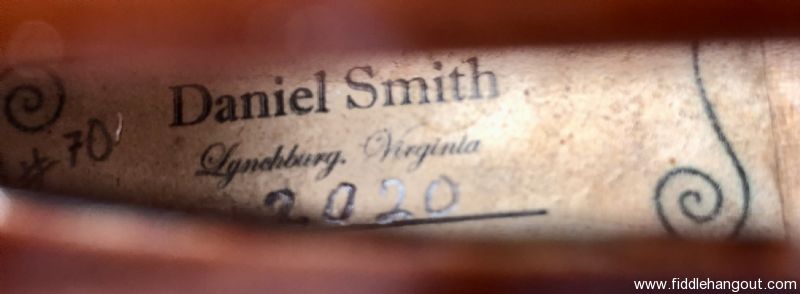 Daniel Smith
#70
Lynchburg, Virginia
2020
www.fiddlehangout.com